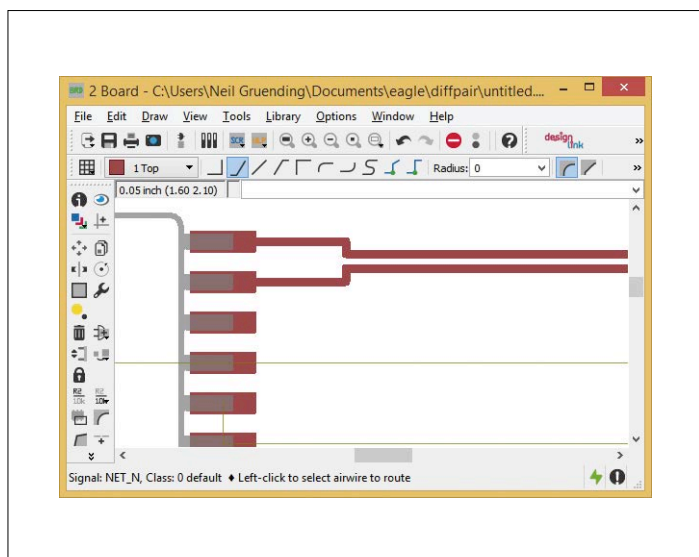 2 Board - C:\Users\Neil Gruending\Documents\eagle\diffpair\untitled....
File Edit Draw View Tools Library Options Window Help
design link
1 Top Radius: 0
0.05 inch (1.60 2.10)
Signal: NET_N, Class: 0 default ♦ Left-click to select airwire to route